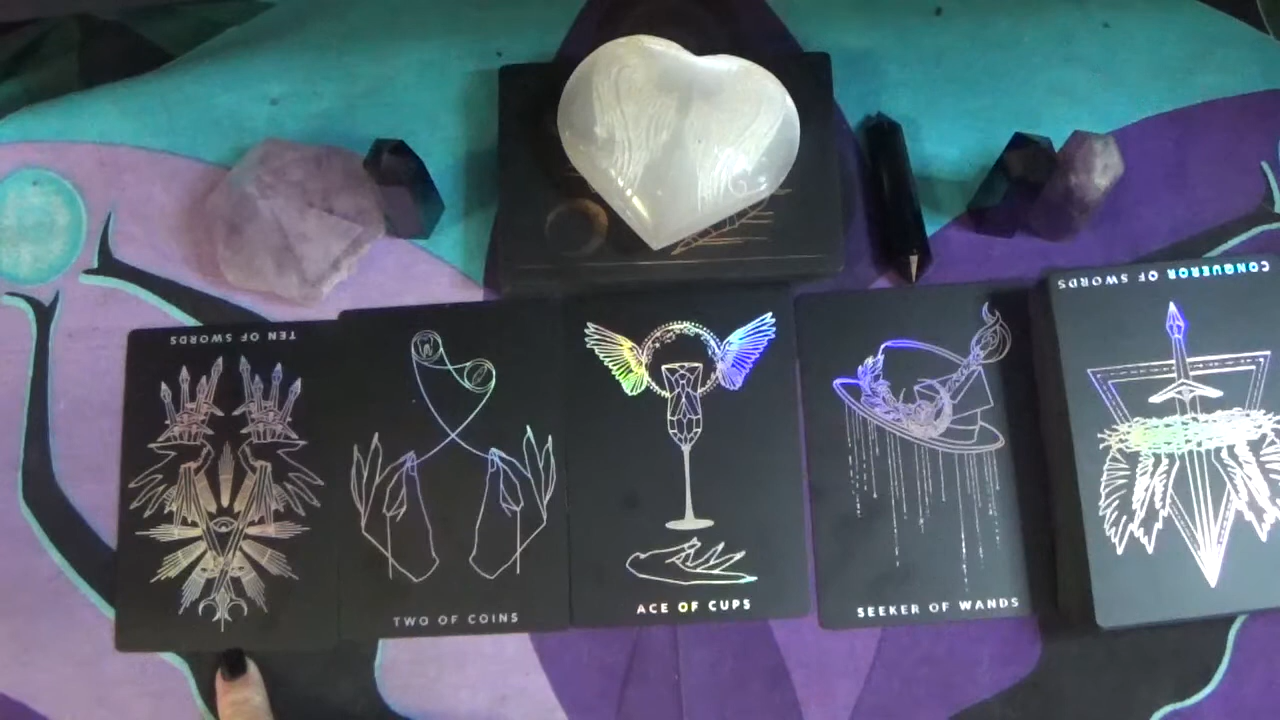 TEN OF SWORDS
TWO OF COINS
ACE OF CUPS
SEEKER OF WANDS
CONQUEROR OF SWORDS